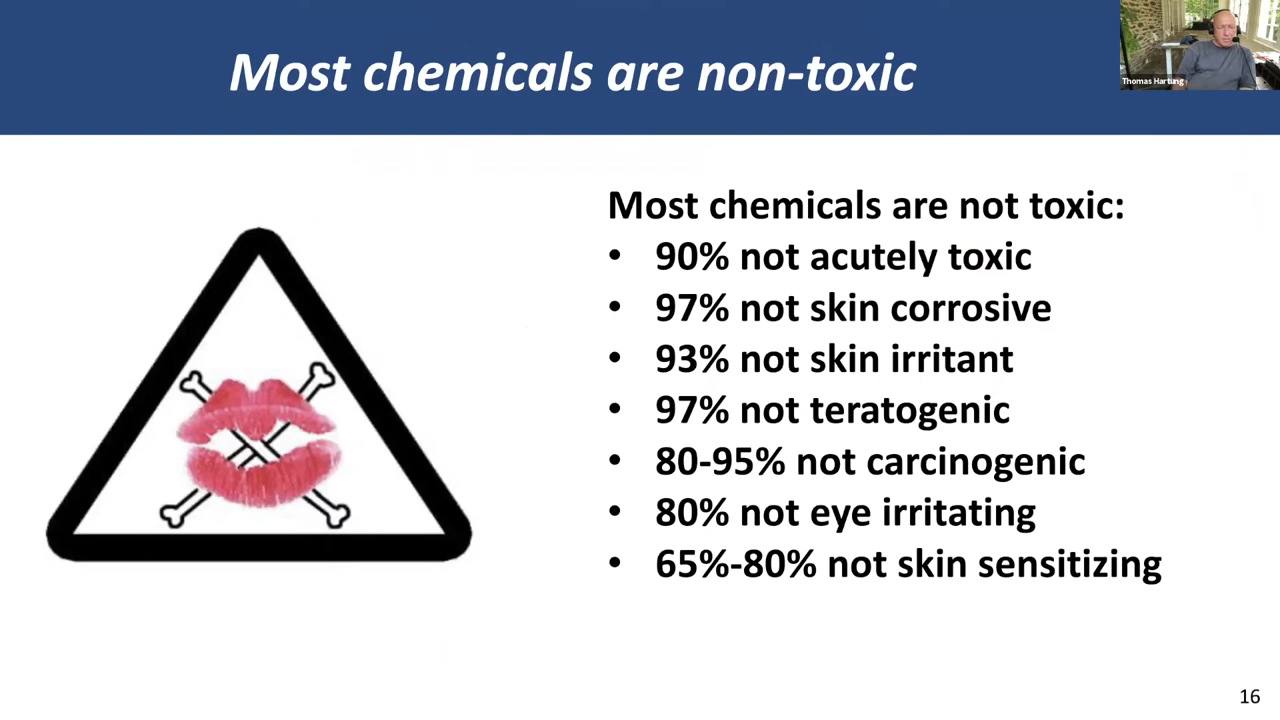 Most chemicals are non-toxic
Thomas Hartung
Most chemicals are not toxic:
• 90% not acutely toxic
• 97% not skin corrosive
• 93% not skin irritant
• 97% not teratogenic
• 80-95% not carcinogenic
• 80% not eye irritating
• 65%-80% not skin sensitizing
16